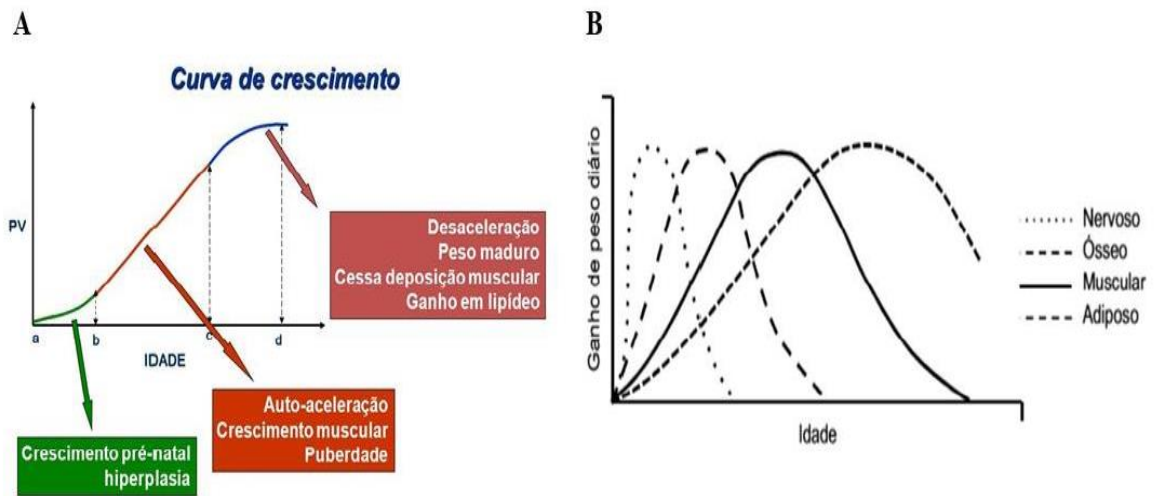 A
B
Curva de crescimento
PV
a
b
c
d
IDADE
Desaceleração
Peso maduro
Cessa deposição muscular
Ganho em lipídeo
Auto-aceleração
Crescimento muscular
Puberdade
Crescimento pré-natal
hiperplasia
Ganho de peso diário
Idade
Nervoso
Ósseo
Muscular
Adiposo